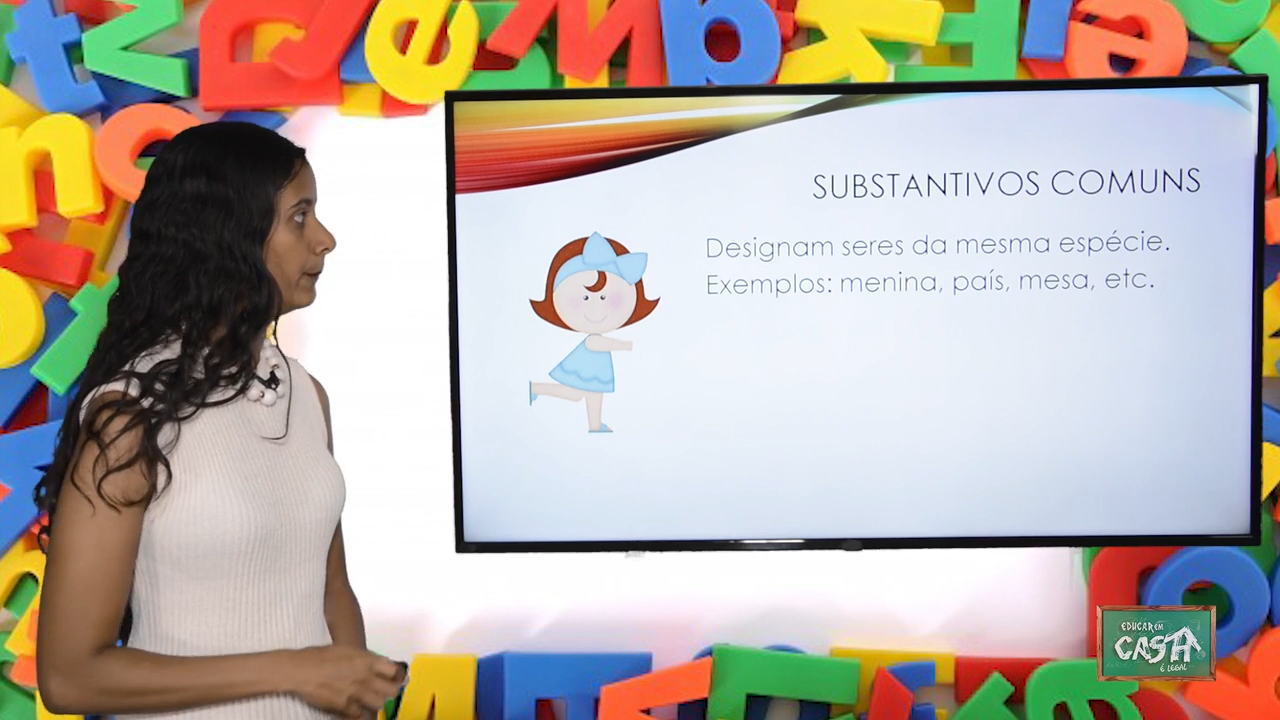 SUBSTANTIVOS COMUNS
Designam seres da mesma espécie.
Exemplos: menina, país, mesa, etc.
EDUCAR EM
CASA
É LEGAL